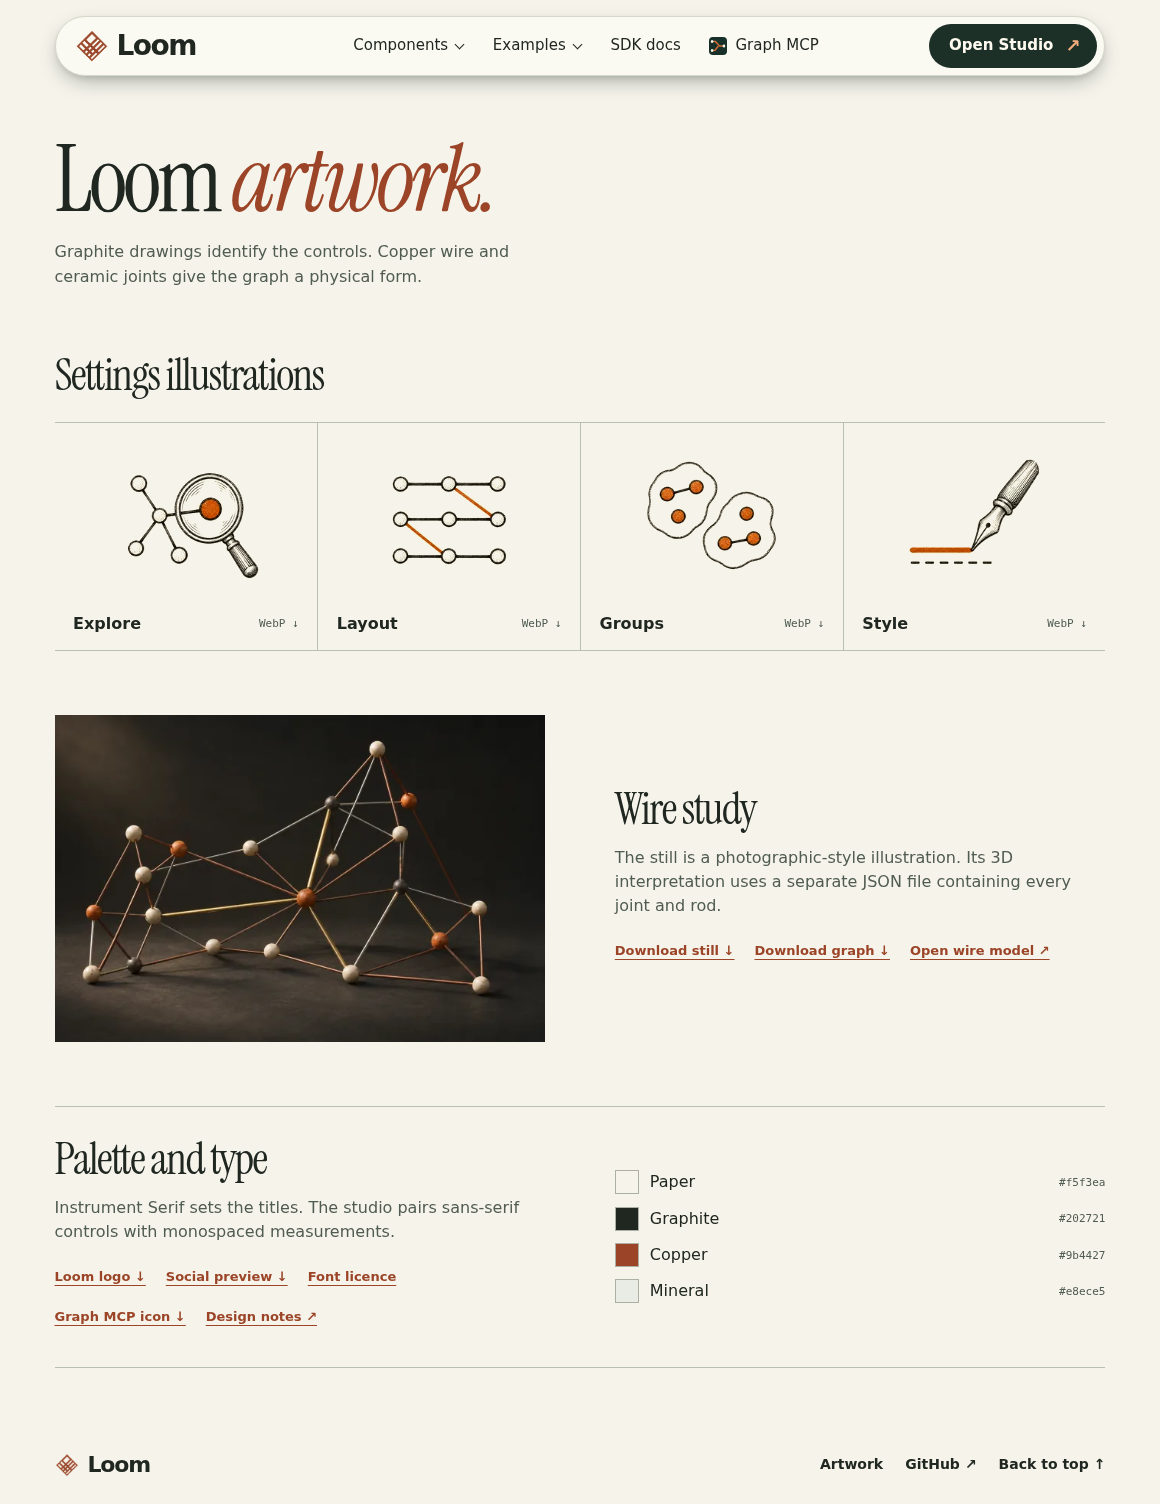 Loom
Components
Examples
SDK docs
Graph MCP
Open Studio ↗
Loom artwork.
Graphite drawings identify the controls. Copper wire and
ceramic joints give the graph a physical form.
Settings illustrations
Explore
WebP ↓
Layout
WebP ↓
Groups
WebP ↓
Style
WebP ↓
Wire study
The still is a photographic-style illustration. Its 3D
interpretation uses a separate JSON file containing every
joint and rod.
Download still ↓
Download graph ↓
Open wire model ↗
Palette and type
Instrument Serif sets the titles. The studio pairs sans-serif
controls with monospaced measurements.
Loom logo ↓
Social preview ↓
Font licence
Graph MCP icon ↓
Design notes ↗
Paper
#f5f3ea
Graphite
#202721
Copper
#9b4427
Mineral
#e8ece5
Loom
Artwork
GitHub ↗
Back to top ↑